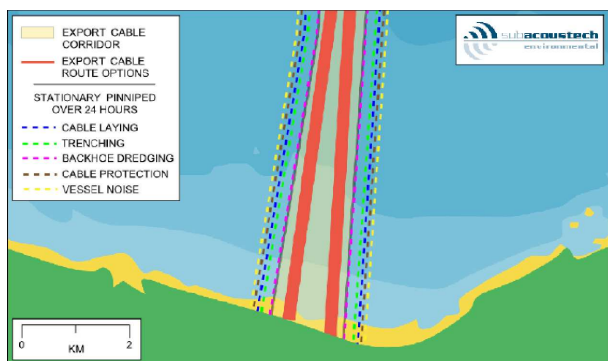 EXPORT CABLE
CORRIDOR
EXPORT CABLE
ROUTE OPTIONS
STATIONARY PINNIPED
OVER 24 HOURS
CABLE LAYING
TRENCHING
BACKHOE DREDGING
CABLE PROTECTION
VESSEL NOISE
subacoustech
environmental
0 2
KM